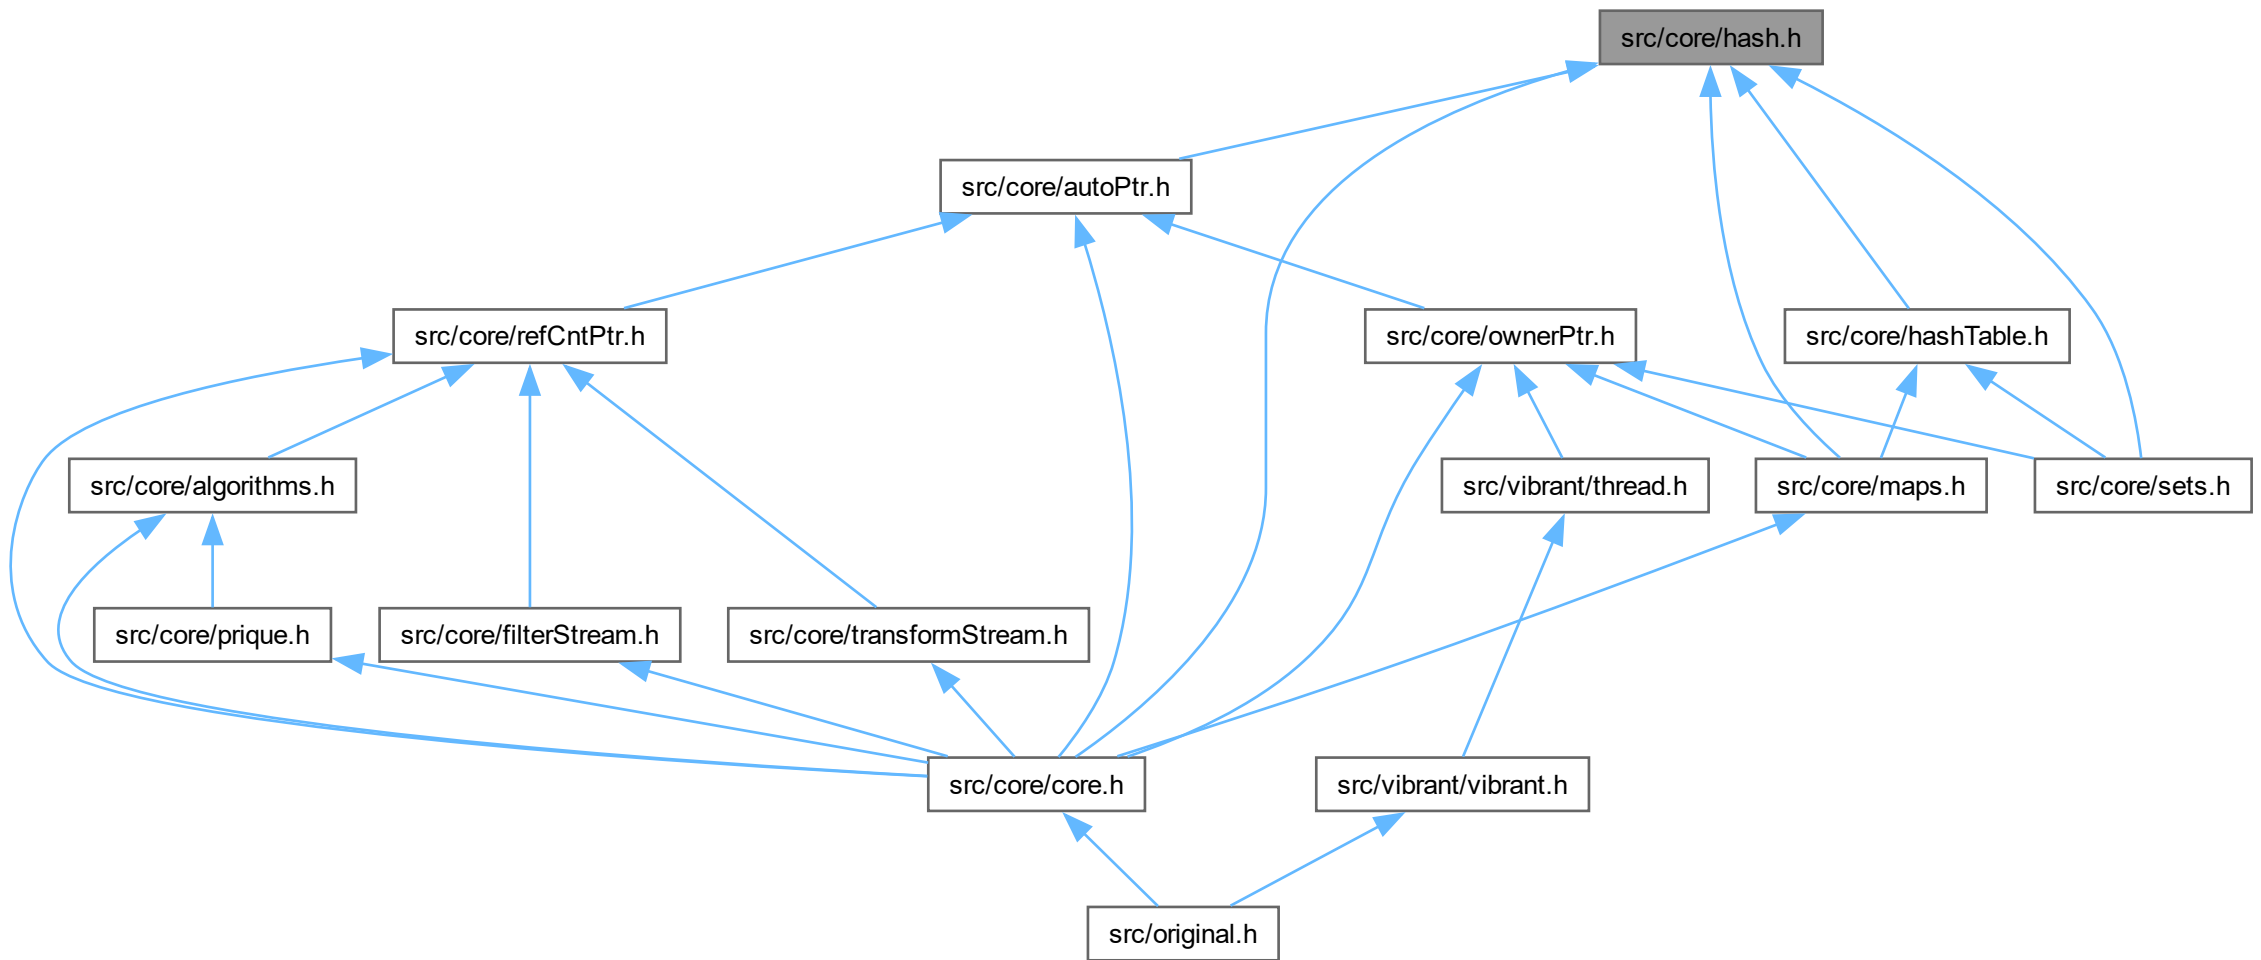 src/core/hash.h
src/core/autoPtr.h
src/core/refCntPtr.h
src/core/ownerPtr.h
src/core/hashTable.h
src/core/algorithms.h
src/vibrant/thread.h
src/core/maps.h
src/core/sets.h
src/core/prique.h
src/core/filterStream.h
src/core/transformStream.h
src/core/core.h
src/vibrant/vibrant.h
src/original.h